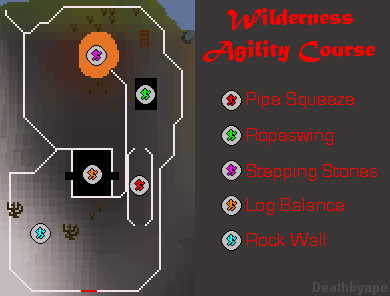 Wilderness
Agility Course
Pipe Squeeze
Ropeswing
Stepping Stones
Log Balance
Rock Wall
Deathbyape